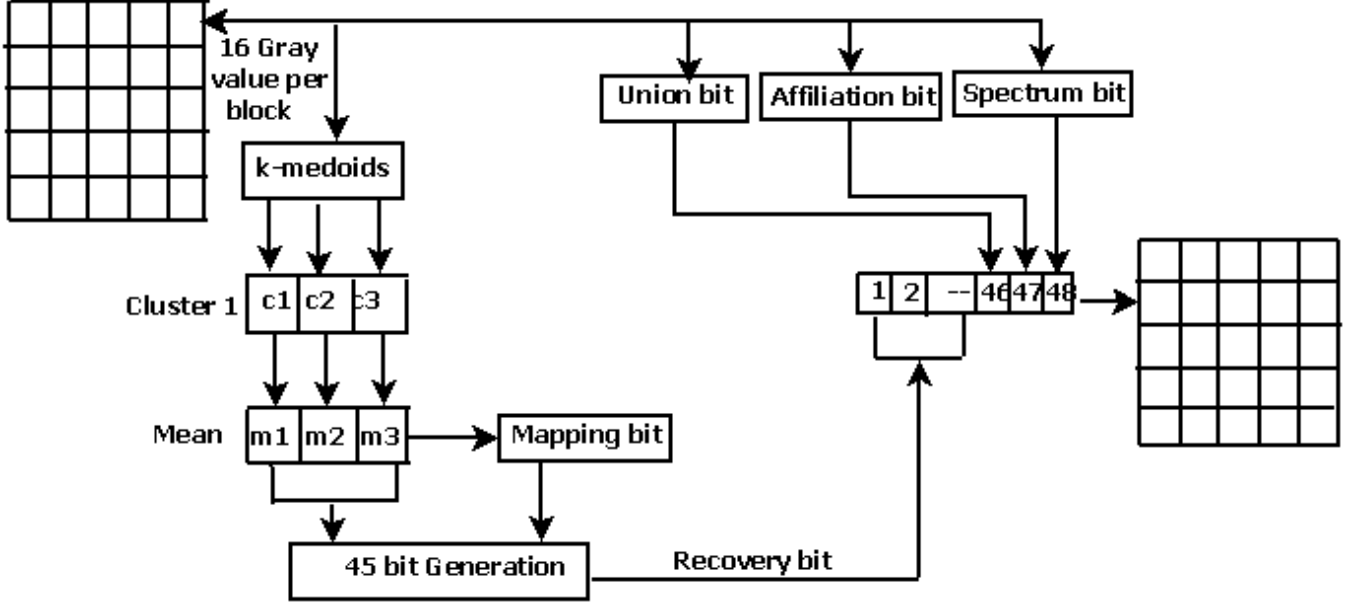 16 Gray
value per
block
Union bit
Affiliation bit
Spectrum bit
k-medoids
Cluster 1
c1
c2
c3
1
2
--
46
47
48
Mean
m1
m2
m3
Mapping bit
45 bit Generation
Recovery bit